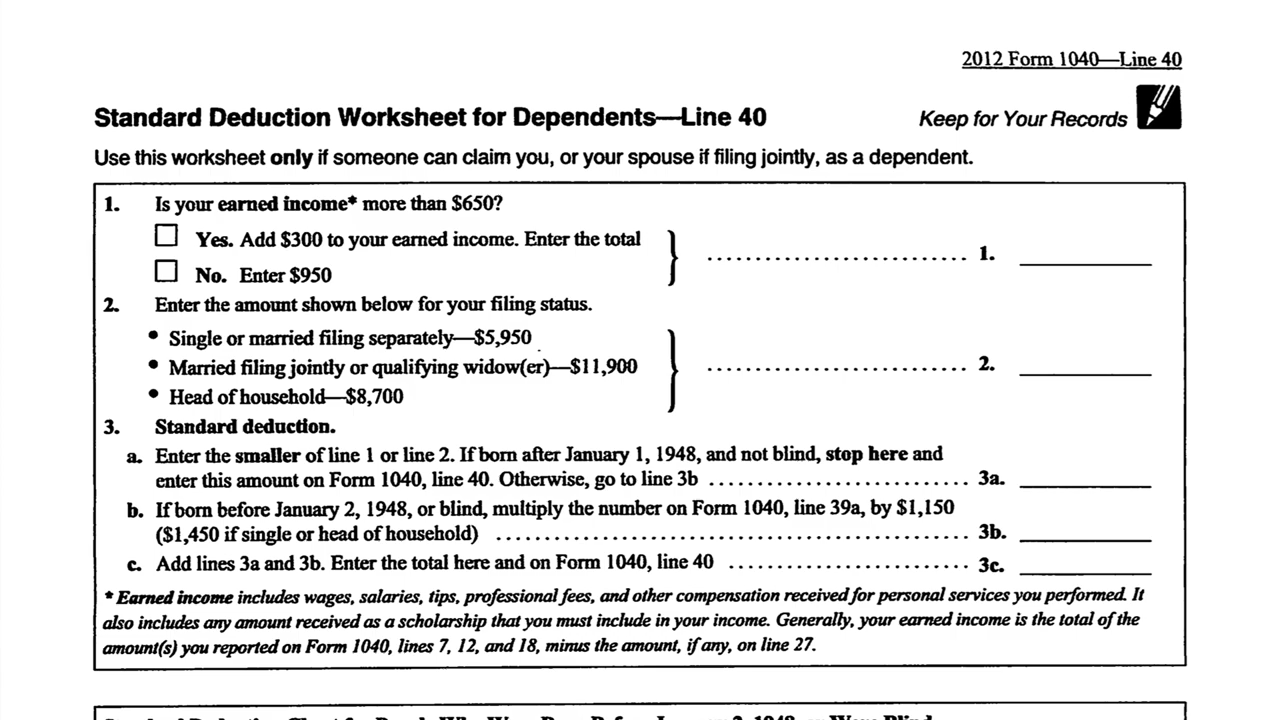 2012 Form 1040—Line 40
Standard Deduction Worksheet for Dependents—Line 40
Keep for Your Records
Use this worksheet only if someone can claim you, or your spouse if filing jointly, as a dependent.
1. Is your earned income* more than $650?
Yes. Add $300 to your earned income. Enter the total
No. Enter $950
.......................... 1.
2. Enter the amount shown below for your filing status.
• Single or married filing separately—$5,950
• Married filing jointly or qualifying widow(er)—$11,900
• Head of household—$8,700
.......................... 2.
3. Standard deduction.
a. Enter the smaller of line 1 or line 2. If born after January 1, 1948, and not blind, stop here and
enter this amount on Form 1040, line 40. Otherwise, go to line 3b .......................... 3a.
b. If born before January 2, 1948, or blind, multiply the number on Form 1040, line 39a, by $1,150
($1,450 if single or head of household) ............................................... 3b.
c. Add lines 3a and 3b. Enter the total here and on Form 1040, line 40 ........................ 3c.
* Earned income includes wages, salaries, tips, professional fees, and other compensation received for personal services you performed. It
also includes any amount received as a scholarship that you must include in your income. Generally, your earned income is the total of the
amount(s) you reported on Form 1040, lines 7, 12, and 18, minus the amount, if any, on line 27.